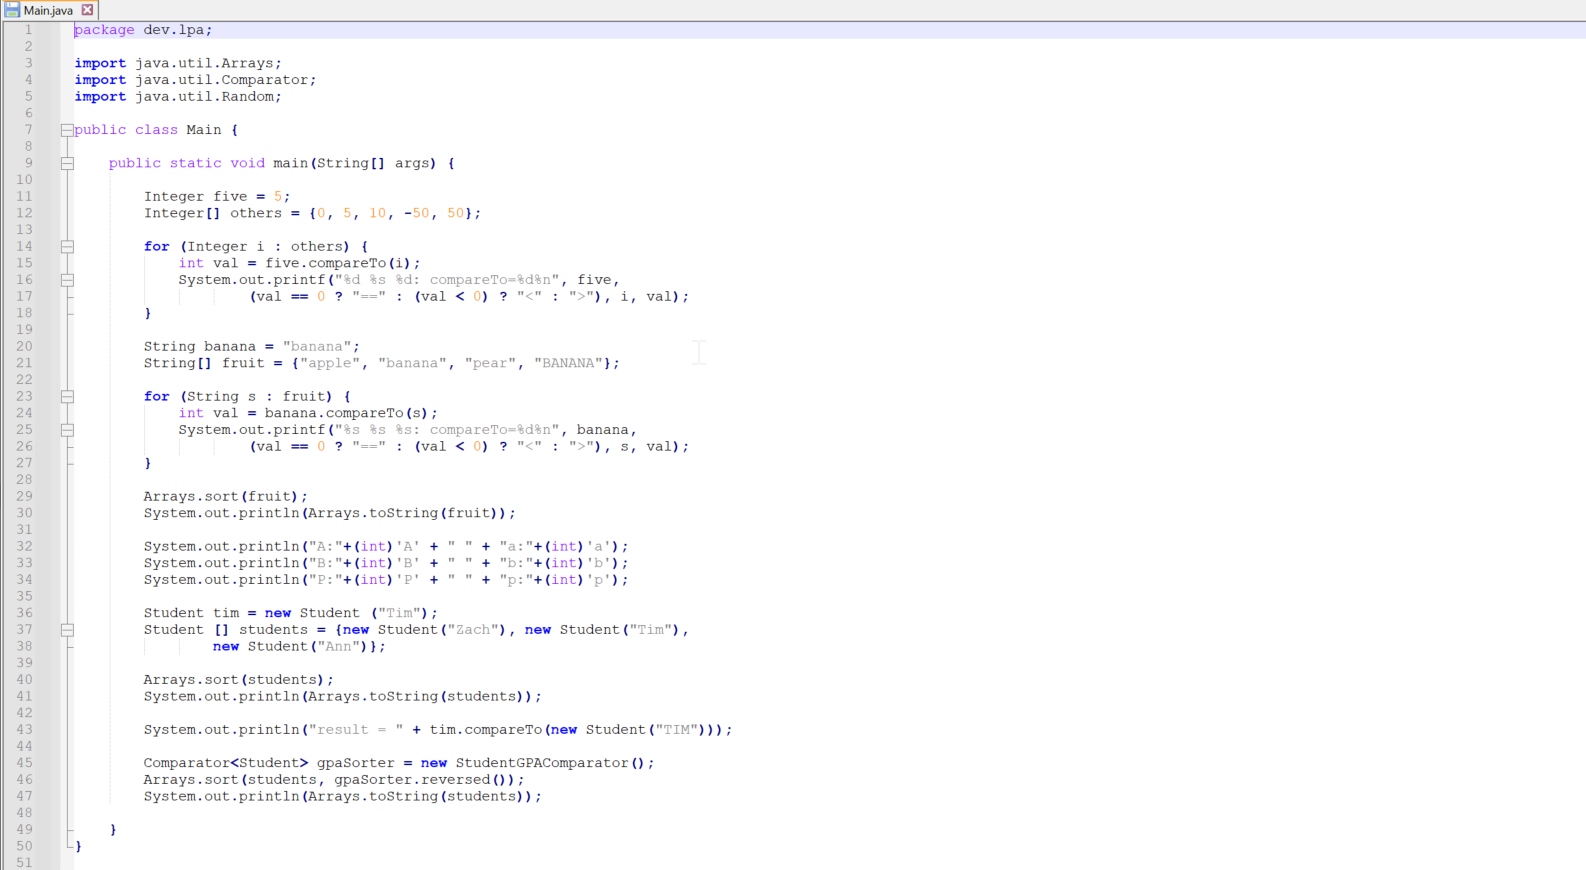 Main.java
1 package dev.lpa;
2
3 import java.util.Arrays;
4 import java.util.Comparator;
5 import java.util.Random;
6
7 public class Main {
8
9     public static void main(String[] args) {
10
11         Integer five = 5;
12         Integer[] others = {0, 5, 10, -50, 50};
13
14         for (Integer i : others) {
15             int val = five.compareTo(i);
16             System.out.printf("%d %s %d: compareTo=%d%n", five,
17                     (val == 0 ? "==" : (val < 0) ? "<" : ">"), i, val);
18         }
19
20         String banana = "banana";
21         String[] fruit = {"apple", "banana", "pear", "BANANA"};
22
23         for (String s : fruit) {
24             int val = banana.compareTo(s);
25             System.out.printf("%s %s %s: compareTo=%d%n", banana,
26                     (val == 0 ? "==" : (val < 0) ? "<" : ">"), s, val);
27         }
28
29         Arrays.sort(fruit);
30         System.out.println(Arrays.toString(fruit));
31
32         System.out.println("A:"+(int)'A' + " " + "a:"+(int)'a');
33         System.out.println("B:"+(int)'B' + " " + "b:"+(int)'b');
34         System.out.println("P:"+(int)'P' + " " + "p:"+(int)'p');
35
36         Student tim = new Student ("Tim");
37         Student [] students = {new Student("Zach"), new Student("Tim"),
38                 new Student("Ann")};
39
40         Arrays.sort(students);
41         System.out.println(Arrays.toString(students));
42
43         System.out.println("result = " + tim.compareTo(new Student("TIM")));
44
45         Comparator<Student> gpaSorter = new StudentGPAComparator();
46         Arrays.sort(students, gpaSorter.reversed());
47         System.out.println(Arrays.toString(students));
48
49     }
50 }
51